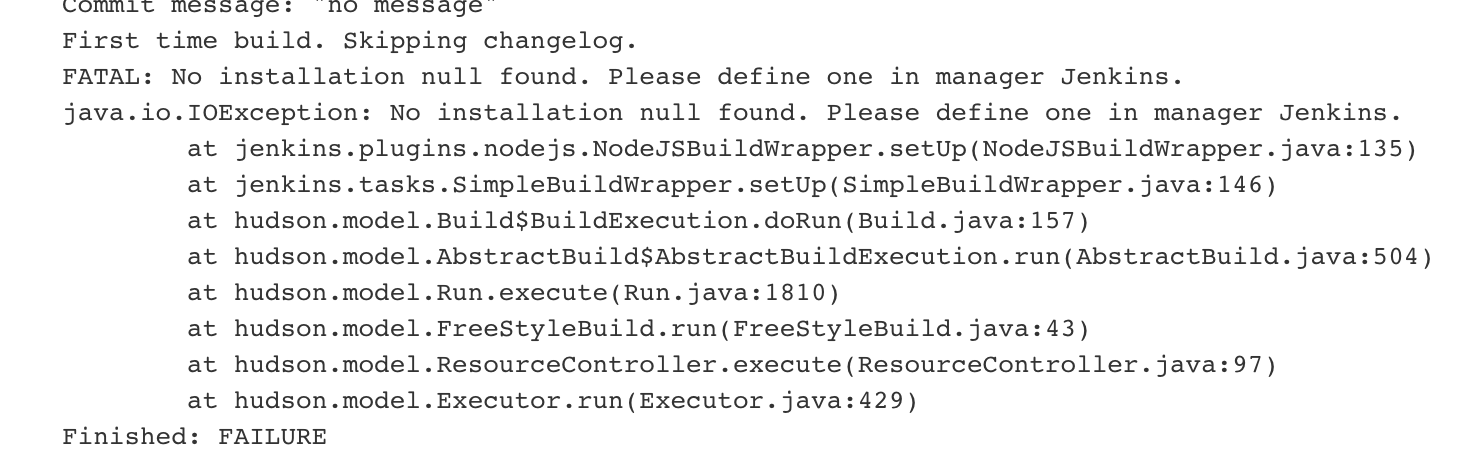 Commit message: "no message"
First time build. Skipping changelog.
FATAL: No installation null found. Please define one in manager Jenkins.
java.io.IOException: No installation null found. Please define one in manager Jenkins.
at jenkins.plugins.nodejs.NodeJSBuildWrapper.setUp(NodeJSBuildWrapper.java:135)
at jenkins.tasks.SimpleBuildWrapper.setUp(SimpleBuildWrapper.java:146)
at hudson.model.Build$BuildExecution.doRun(Build.java:157)
at hudson.model.AbstractBuild$AbstractBuildExecution.run(AbstractBuild.java:504)
at hudson.model.Run.execute(Run.java:1810)
at hudson.model.FreeStyleBuild.run(FreeStyleBuild.java:43)
at hudson.model.ResourceController.execute(ResourceController.java:97)
at hudson.model.Executor.run(Executor.java:429)
Finished: FAILURE